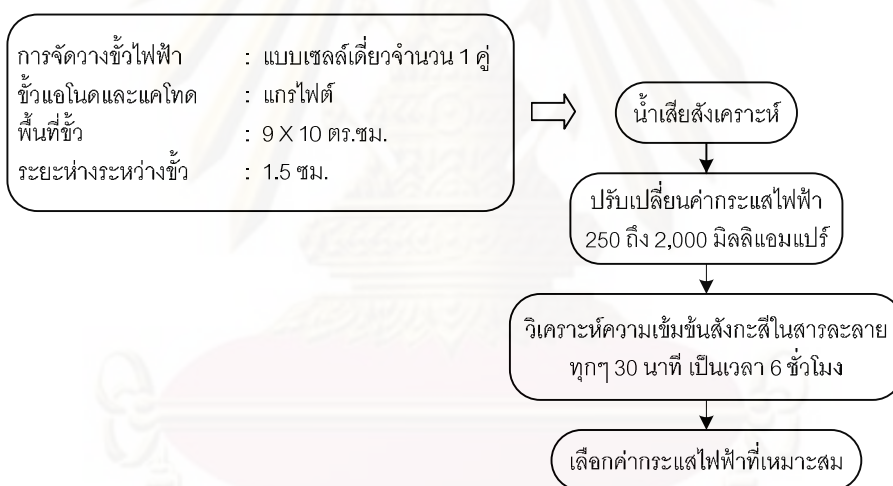 การจัดวางขั้วไฟฟ้า : แบบเซลล์เดี่ยวจำนวน 1 คู่
ขั้วแอโนดและแคโทด : แกรไฟต์
พื้นที่ขั้ว : 9 X 10 ตร.ซม.
ระยะห่างระหว่างขั้ว : 1.5 ซม.
น้ำเสียสังเคราะห์
ปรับเปลี่ยนค่ากระแสไฟฟ้า
250 ถึง 2,000 มิลลิแอมแปร์
วิเคราะห์ความเข้มข้นสังกะสีในสารละลาย
ทุกๆ 30 นาที เป็นเวลา 6 ชั่วโมง
เลือกค่ากระแสไฟฟ้าที่เหมาะสม